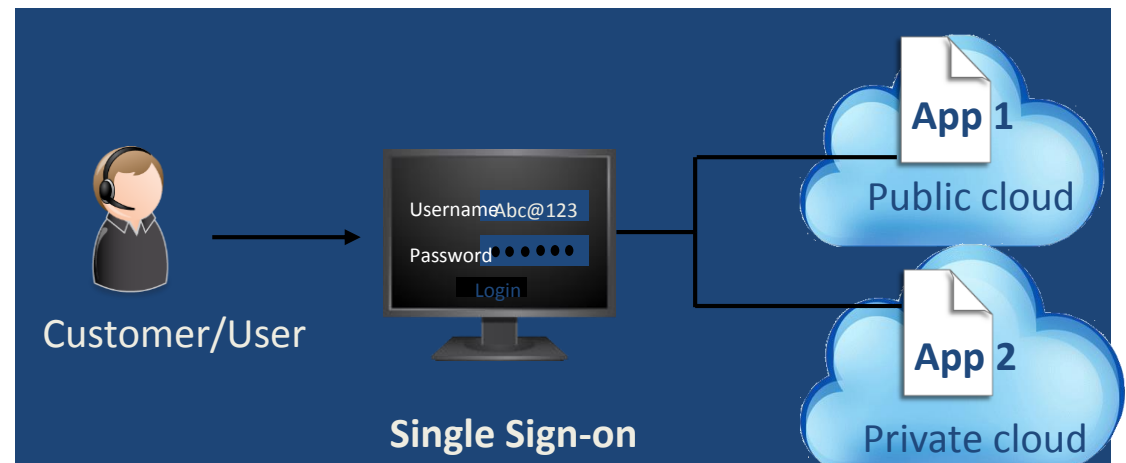 Customer/User
Username Abc@123
Password ●●●●●●
Login
Single Sign-on
App 1
Public cloud
App 2
Private cloud